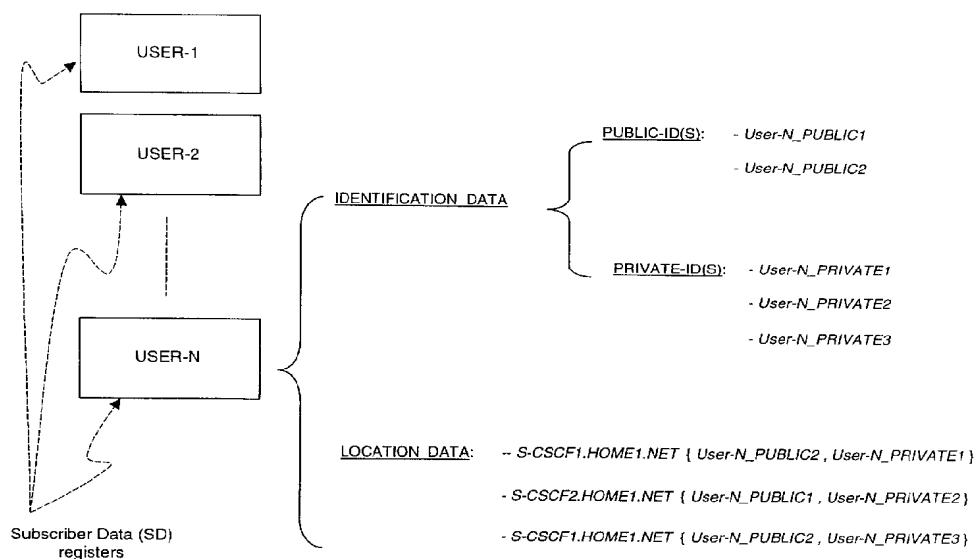 USER-1
USER-2
USER-N
Subscriber Data (SD)
registers
IDENTIFICATION DATA
PUBLIC-ID(S): - User-N_PUBLIC1
- User-N_PUBLIC2
PRIVATE-ID(S): - User-N_PRIVATE1
- User-N_PRIVATE2
- User-N_PRIVATE3
LOCATION DATA: -- S-CSCF1.HOME1.NET { User-N_PUBLIC2 , User-N_PRIVATE1 }
- S-CSCF2.HOME1.NET { User-N_PUBLIC1 , User-N_PRIVATE2 }
- S-CSCF1.HOME1.NET { User-N_PUBLIC2 , User-N_PRIVATE3 }